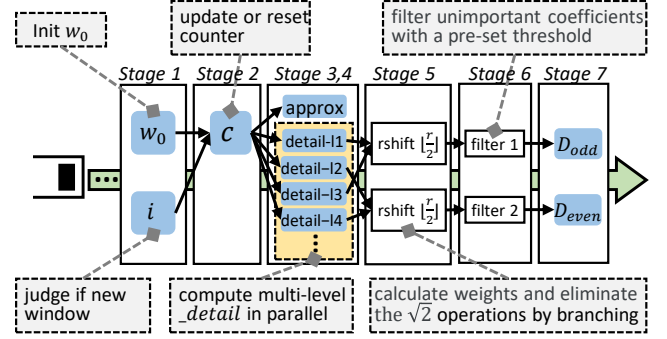 Init w₀
update or reset
counter
filter unimportant coefficients
with a pre-set threshold
Stage 1
Stage 2
Stage 3,4
Stage 5
Stage 6
Stage 7
w₀
c
approx
detail-l1
detail-l2
detail-l3
detail-l4
rshift ⌊r/2⌋
filter 1
D_odd
i
rshift ⌊r/2⌋
filter 2
D_even
judge if new
window
compute multi-level
_detail in parallel
calculate weights and eliminate
the √2 operations by branching